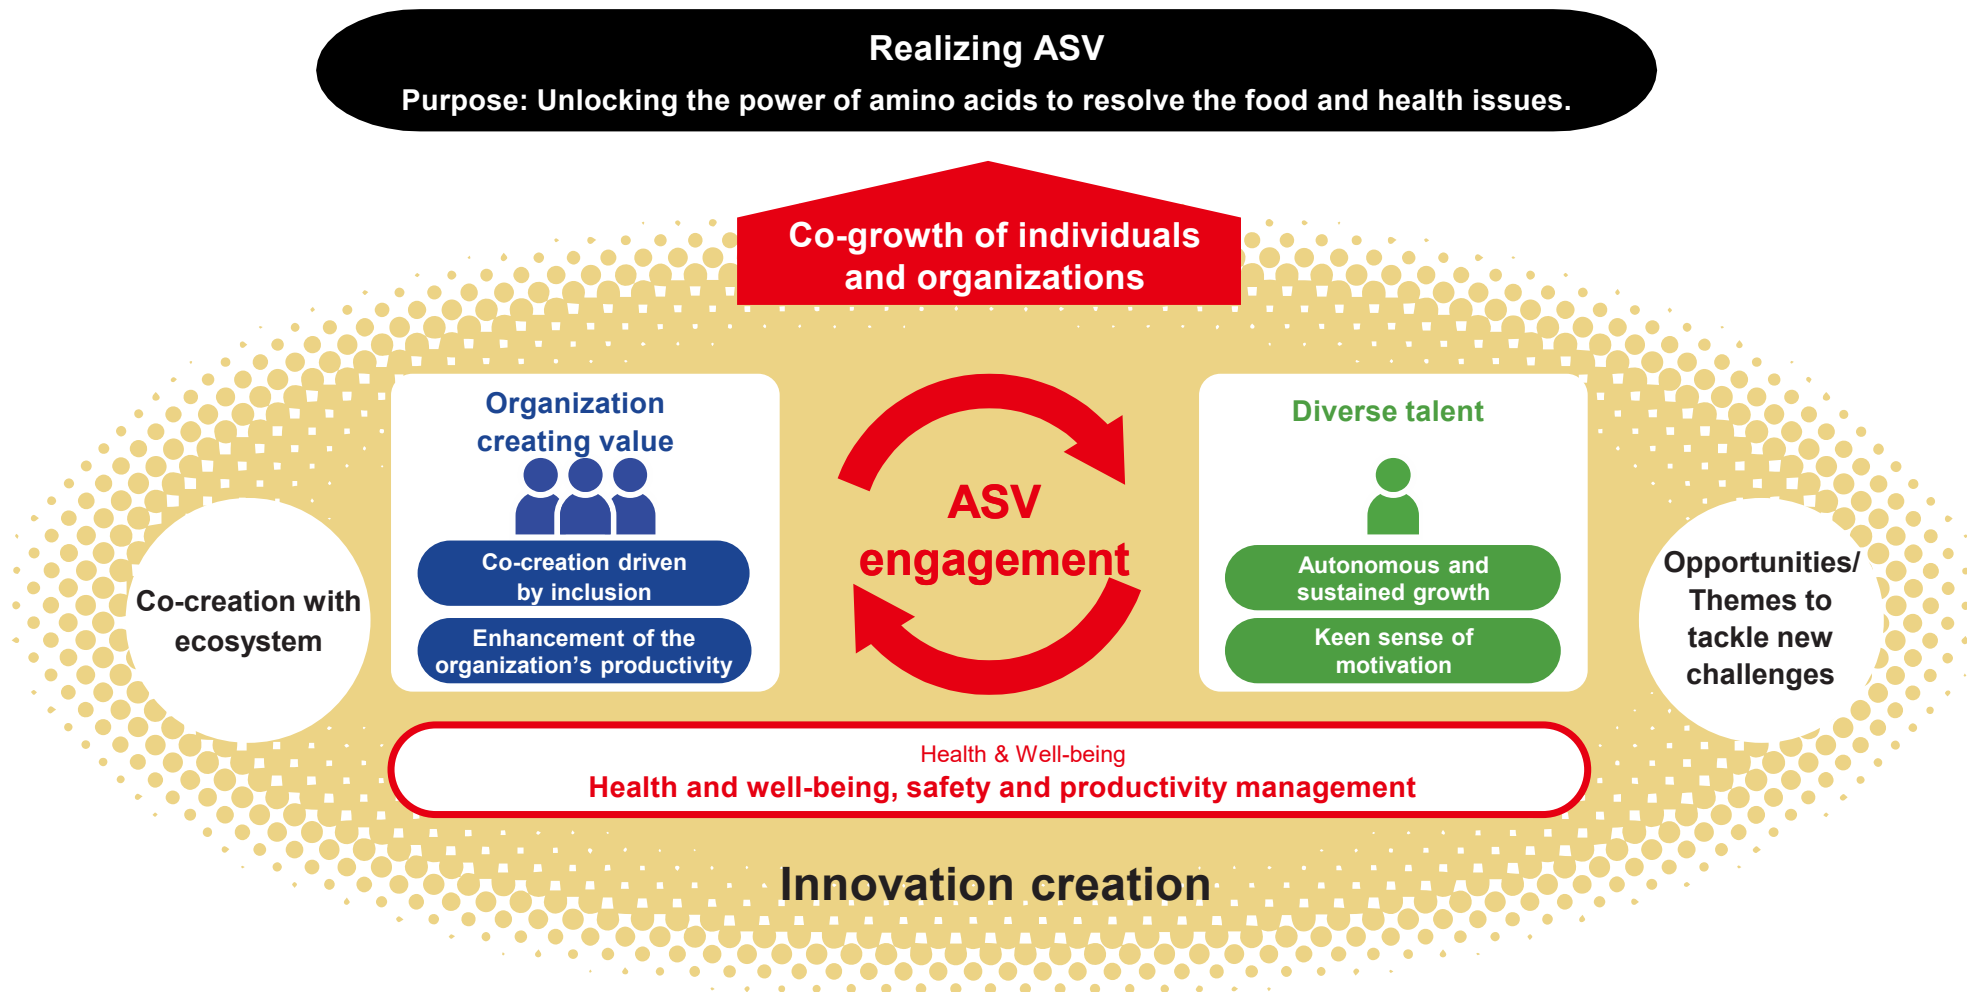 Realizing ASV
Purpose: Unlocking the power of amino acids to resolve the food and health issues.
Co-growth of individuals
and organizations
Organization
creating value
Co-creation driven
by inclusion
Enhancement of the
organization's productivity
ASV
engagement
Diverse talent
Autonomous and
sustained growth
Keen sense of
motivation
Co-creation with
ecosystem
Opportunities/
Themes to
tackle new
challenges
Health & Well-being
Health and well-being, safety and productivity management
Innovation creation